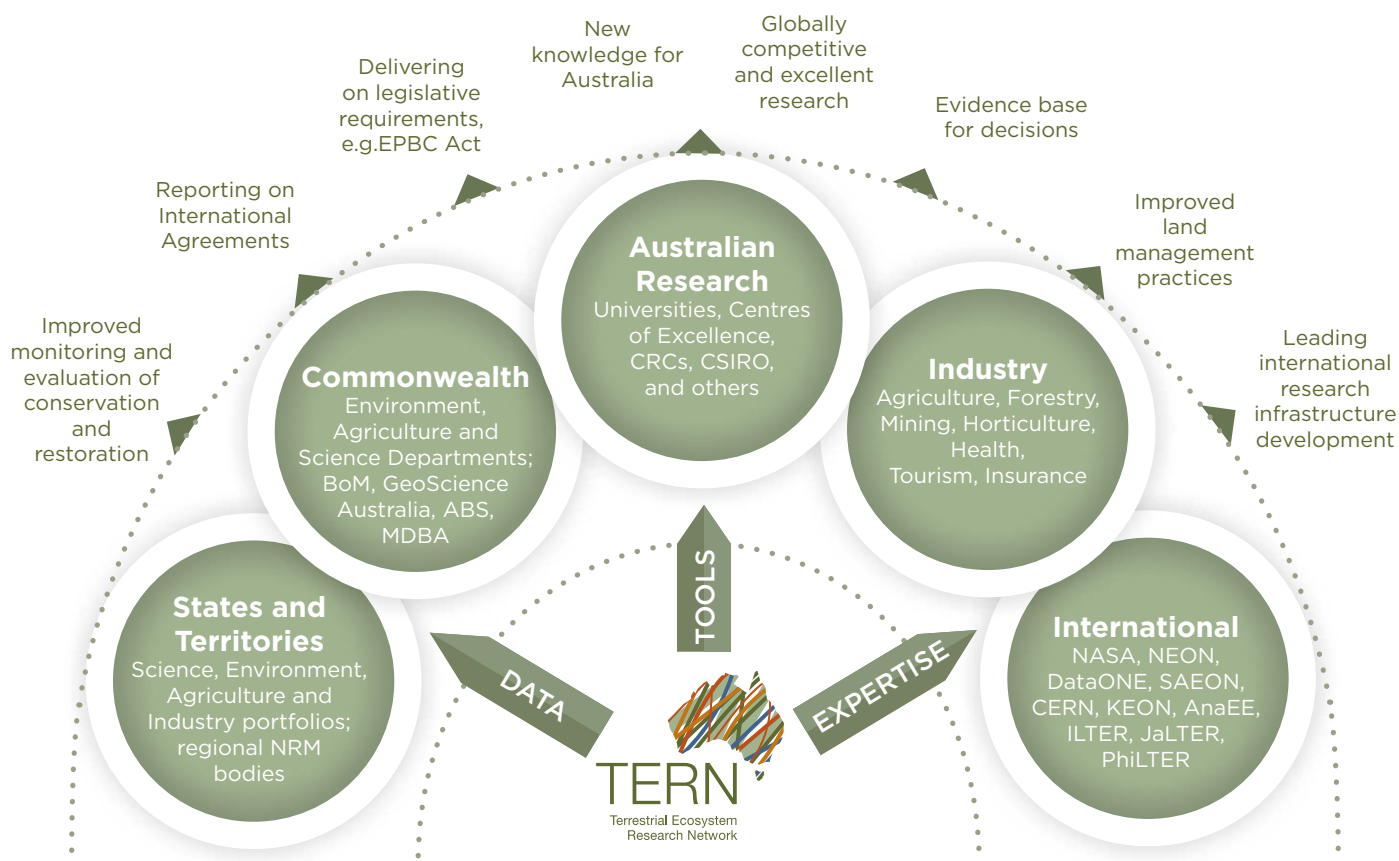 New
knowledge for
Australia
Globally
competitive
and excellent
research
Delivering
on legislative
requirements,
e.g.EPBC Act
Evidence base
for decisions
Reporting on
International
Agreements
Improved
land
management
practices
Improved
monitoring and
evaluation of
conservation
and
restoration
Leading
international
research
infrastructure
development
Australian
Research
Universities, Centres
of Excellence,
CRCs, CSIRO,
and others
Commonwealth
Environment,
Agriculture and
Science Departments;
BoM, GeoScience
Australia, ABS,
MDBA
Industry
Agriculture, Forestry,
Mining, Horticulture,
Health,
Tourism, Insurance
States and
Territories
Science, Environment,
Agriculture and
Industry portfolios;
regional NRM
bodies
International
NASA, NEON,
DataONE, SAEON,
CERN, KEON, AnaEE,
ILTER, JaLTER,
PhiLTER
DATA
TOOLS
EXPERTISE
TERN
Terrestrial Ecosystem
Research Network